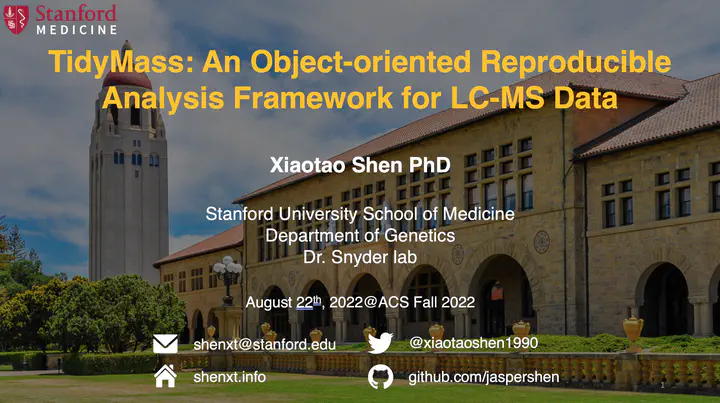 Stanford
MEDICINE
TidyMass: An Object-oriented Reproducible
Analysis Framework for LC-MS Data
Xiaotao Shen PhD
Stanford University School of Medicine
Department of Genetics
Dr. Snyder lab
August 22th, 2022@ACS Fall 2022
shenxt@stanford.edu
@xiaotaoshen1990
shenxt.info
github.com/jaspershen
1